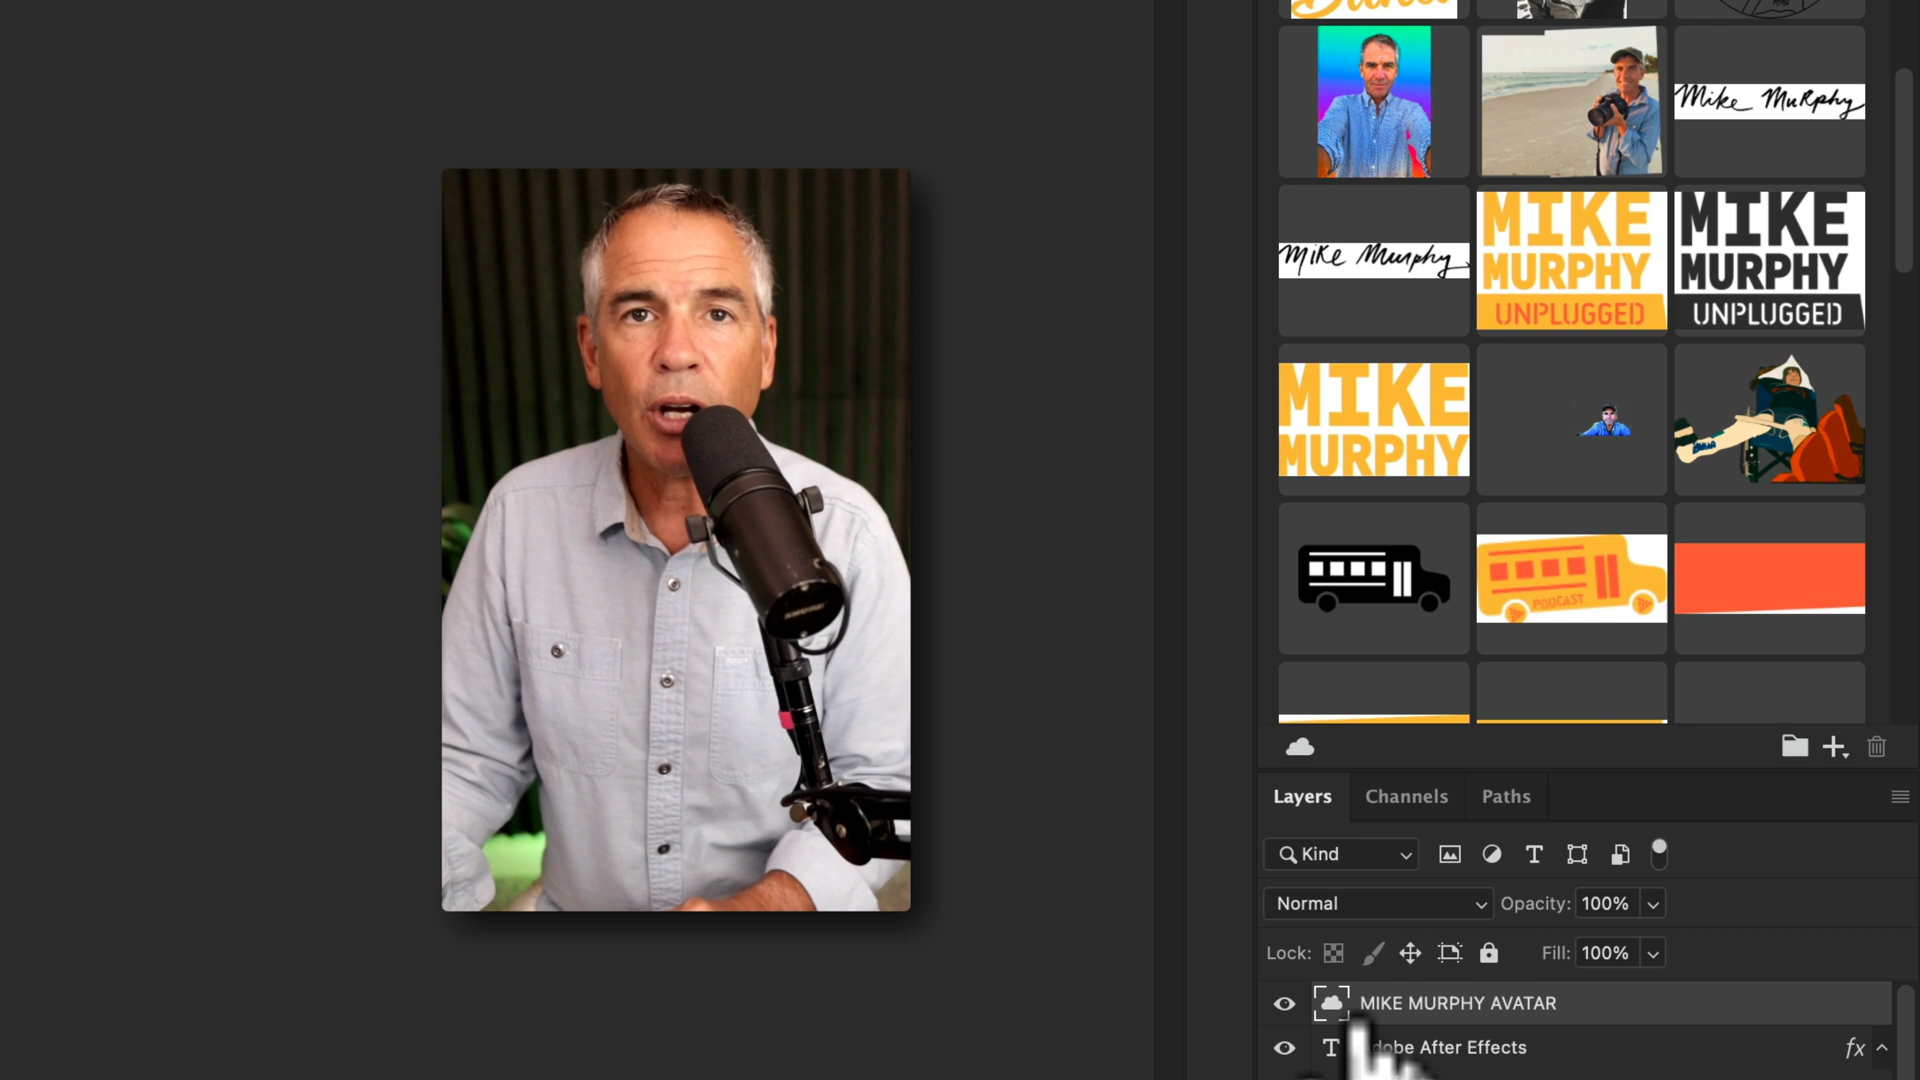 Mike Murphy
Mike Murphy
MIKE
MURPHY
UNPLUGGED
MIKE
MURPHY
UNPLUGGED
MIKE
MURPHY
PODCAST
SHURE
Layers Channels Paths
Kind
Normal Opacity: 100%
Lock: Fill: 100%
MIKE MURPHY AVATAR
T dobe After Effects fx